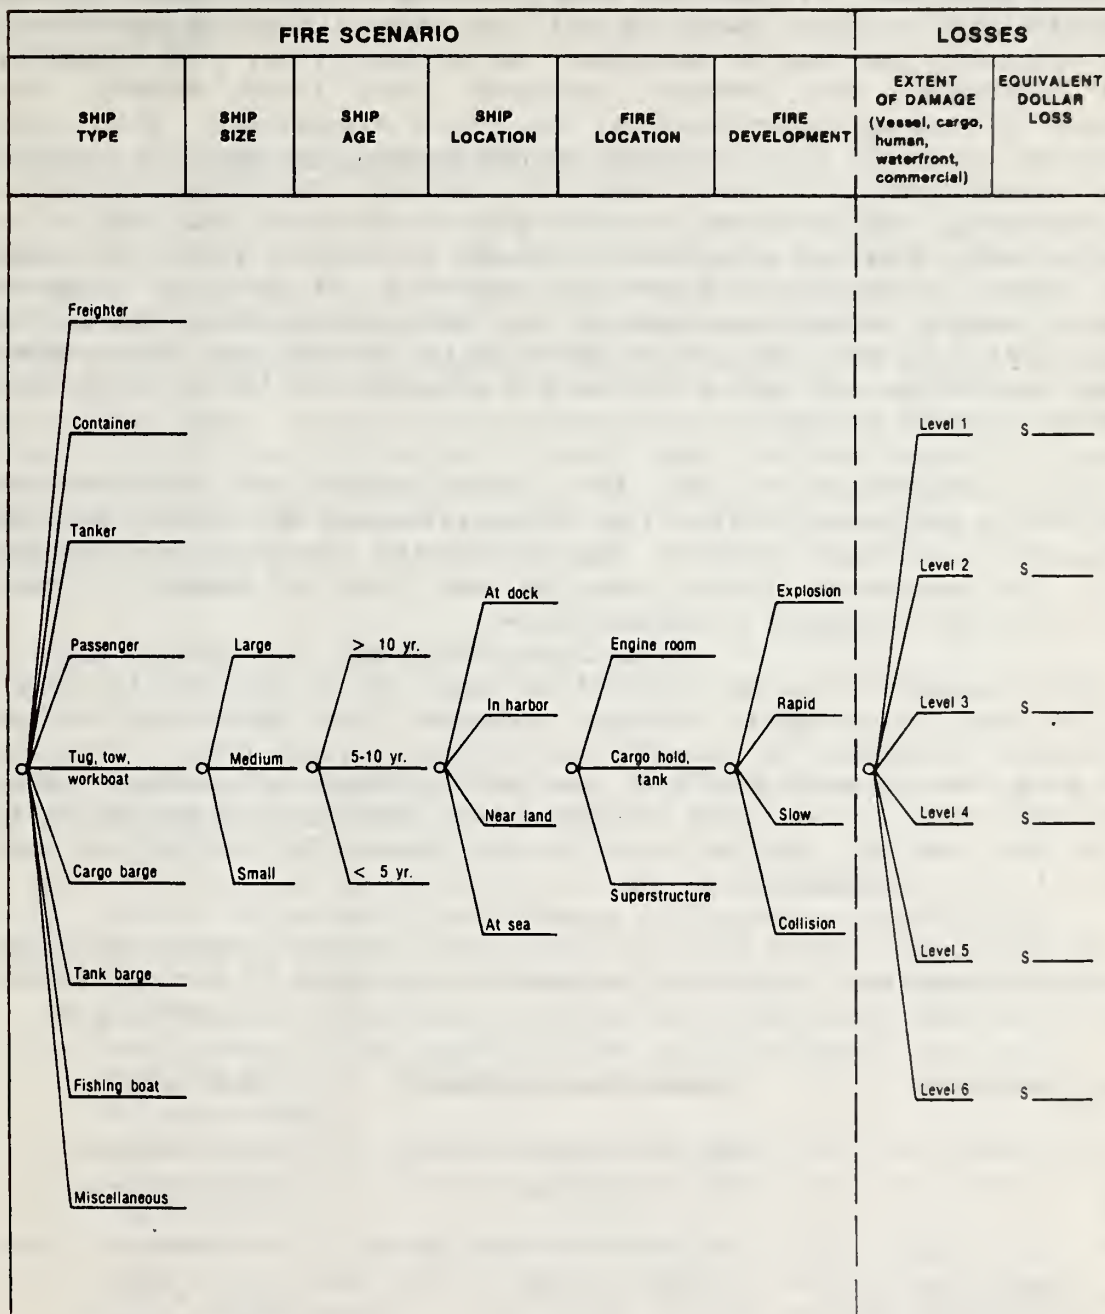 FIRE SCENARIO
LOSSES
SHIP
TYPE
SHIP
SIZE
SHIP
AGE
SHIP
LOCATION
FIRE
LOCATION
FIRE
DEVELOPMENT
EXTENT
OF DAMAGE
(Vessel, cargo,
human,
waterfront,
commercial)
EQUIVALENT
DOLLAR
LOSS
Freighter
Container
Tanker
Passenger
Tug, tow,
workboat
Cargo barge
Tank barge
Fishing boat
Miscellaneous
Large
Medium
Small
> 10 yr.
5-10 yr.
< 5 yr.
At dock
In harbor
Near land
At sea
Engine room
Cargo hold,
tank
Superstructure
Explosion
Rapid
Slow
Collision
Level 1
Level 2
Level 3
Level 4
Level 5
Level 6
S
S
S
S
S
S